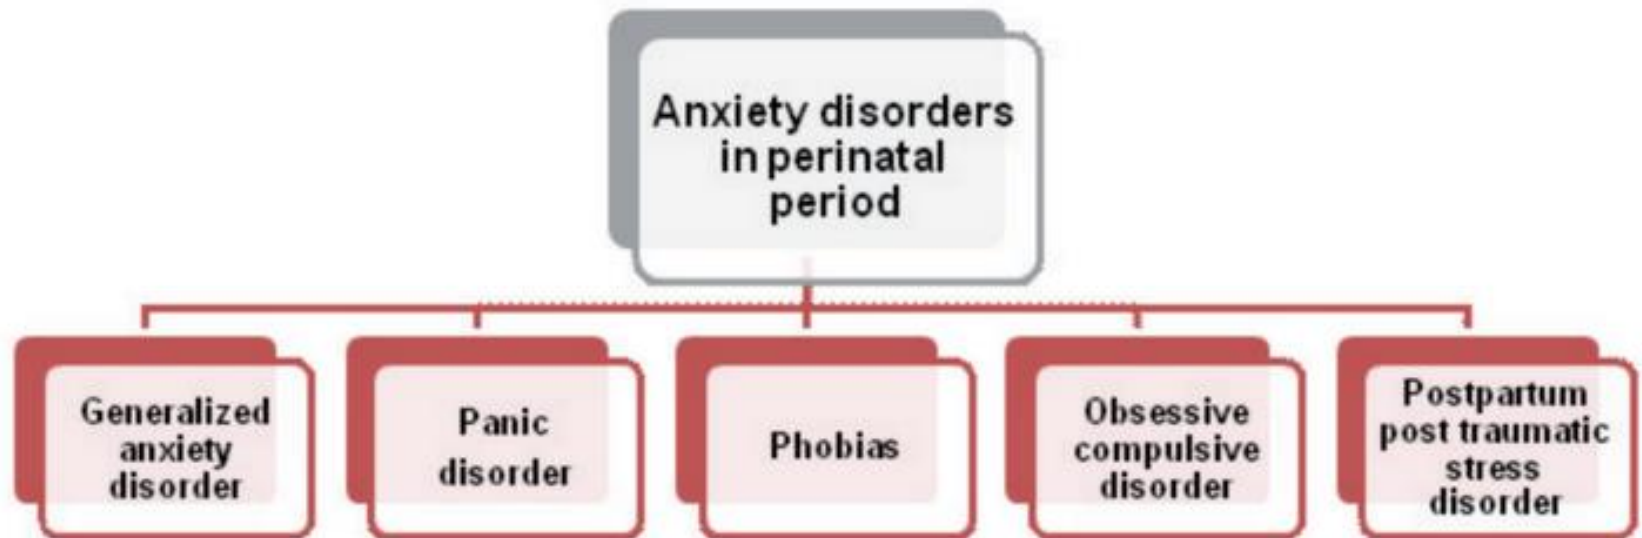 Anxiety disorders
in perinatal
period
Generalized
anxiety
disorder
Panic
disorder
Phobias
Obsessive
compulsive
disorder
Postpartum
post traumatic
stress
disorder